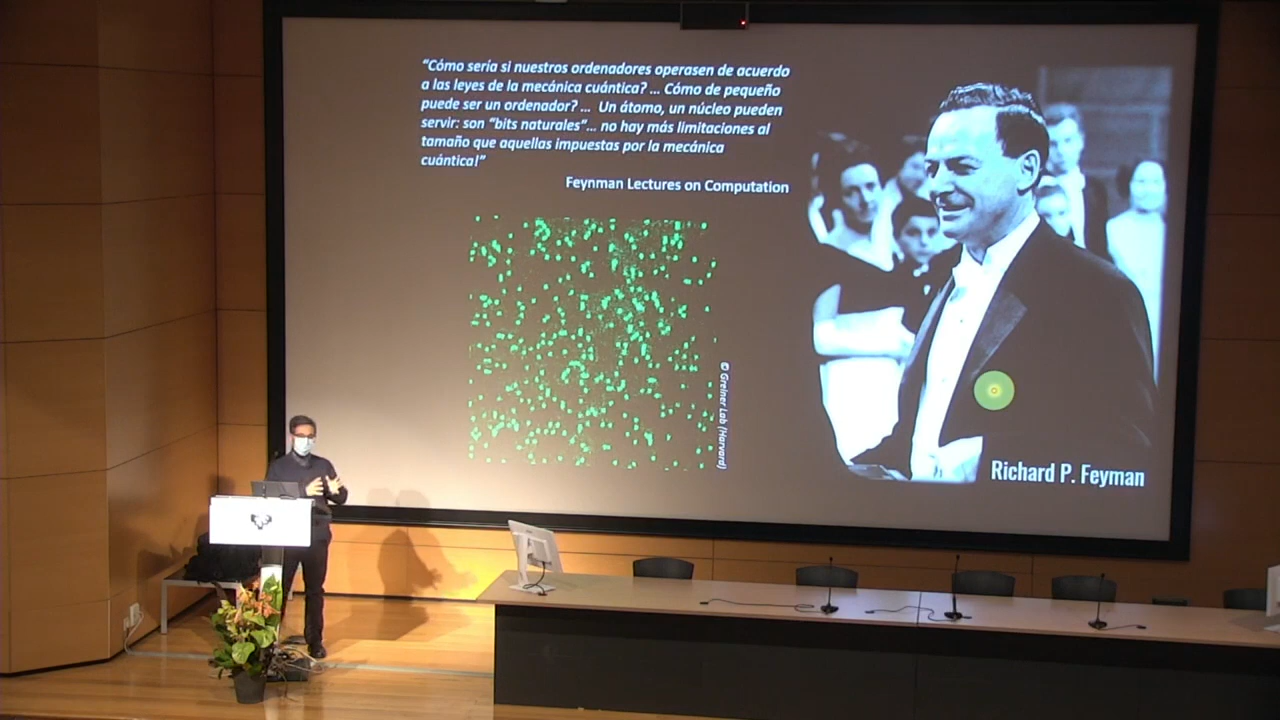 “Cómo sería si nuestros ordenadores operasen de acuerdo
a las leyes de la mecánica cuántica? ... Cómo de pequeño
puede ser un ordenador? ... Un átomo, un núcleo pueden
servir: son “bits naturales”... no hay más limitaciones al
tamaño que aquellas impuestas por la mecánica
cuántica!”
Feynman Lectures on Computation
© Greiner Lab (Harvard)
Richard P. Feyman